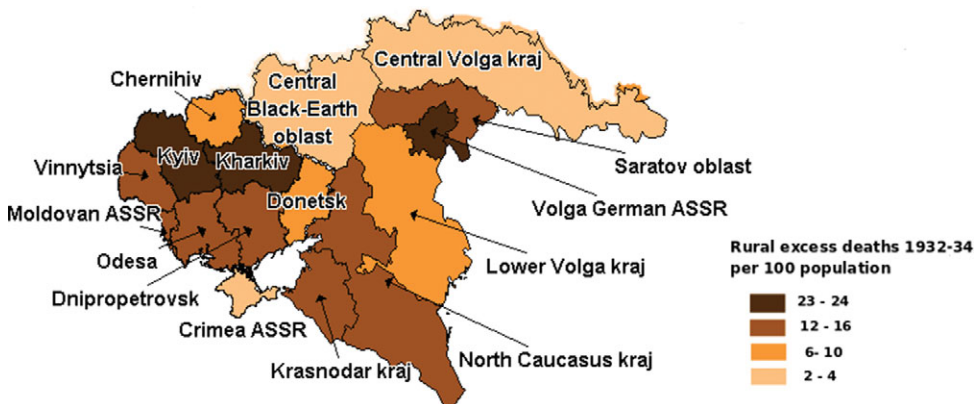 Central Volga kraj
Chernihiv
Central
Black-Earth
oblast
Kyiv
Kharkiv
Vinnytsia
Saratov oblast
Donetsk
Volga German ASSR
Moldovan ASSR
Odesa
Lower Volga kraj
Dnipropetrovsk
Crimea ASSR
North Caucasus kraj
Krasnodar kraj
Rural excess deaths 1932-34
per 100 population
23 - 24
12 - 16
6- 10
2 - 4